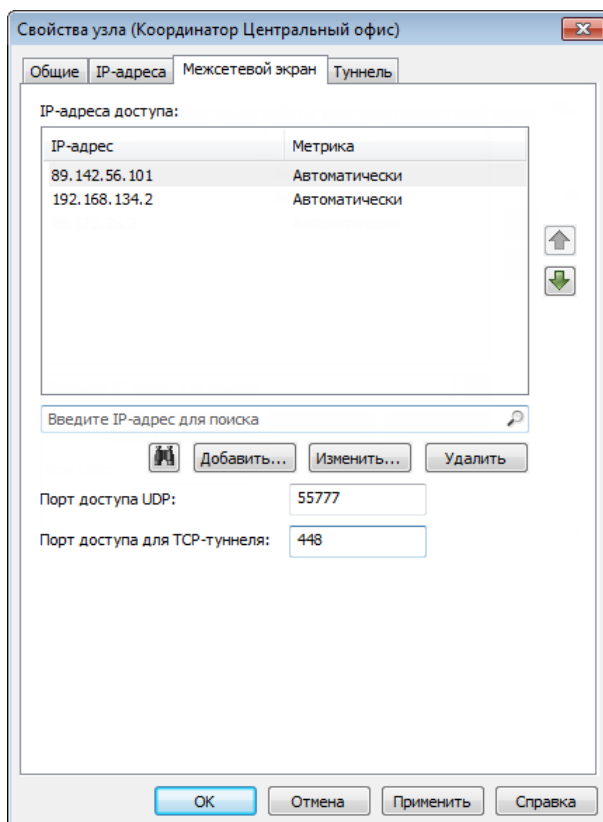 Свойства узла (Координатор Центральный офис)
Общие IP-адреса Межсетевой экран Туннель
IP-адреса доступа:
IP-адрес Метрика
89.142.56.101 Автоматически
192.168.134.2 Автоматически
Введите IP-адрес для поиска
Добавить... Изменить... Удалить
Порт доступа UDP: 55777
Порт доступа для TCP-туннеля: 448
OK Отмена Применить Справка